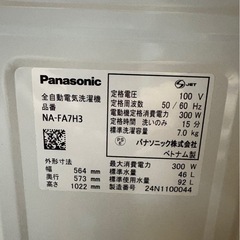 Panasonic
全自動電気洗濯機
品番
NA-FA7H3
外形寸法
幅 564 mm
奥行 573 mm
高さ 1022 mm
JET
定格電圧 100 V
定格周波数 50/60 Hz
電動機定格消費電力 300 W
定格時間 洗いのみ 15 分
標準洗濯容量 7.0 kg
パナソニック株式会社
ベトナム製
最大消費電力 300 W
標準水量 46 L
標準使用水量 92 L
製造番号 24N1100044